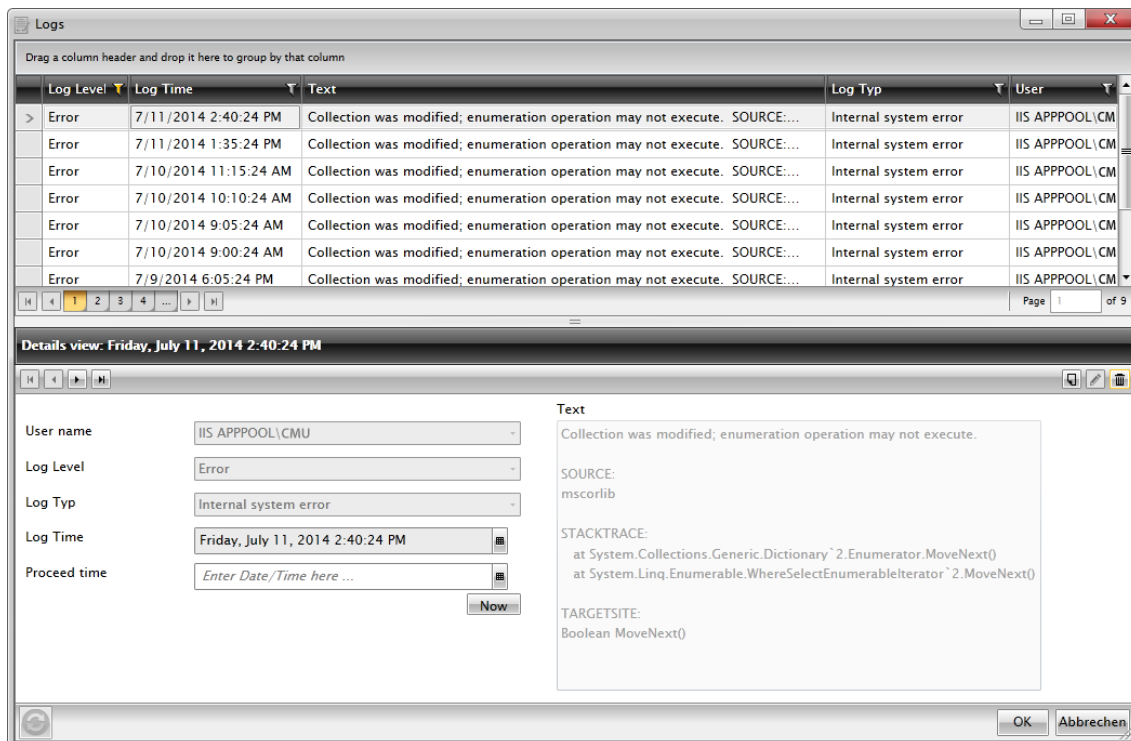 Logs
Drag a column header and drop it here to group by that column
Log Level Log Time Text Log Typ User
Error 7/11/2014 2:40:24 PM Collection was modified; enumeration operation may not execute. SOURCE:... Internal system error IIS APPPOOL\CM
Error 7/11/2014 1:35:24 PM Collection was modified; enumeration operation may not execute. SOURCE:... Internal system error IIS APPPOOL\CM
Error 7/10/2014 11:15:24 AM Collection was modified; enumeration operation may not execute. SOURCE:... Internal system error IIS APPPOOL\CM
Error 7/10/2014 10:10:24 AM Collection was modified; enumeration operation may not execute. SOURCE:... Internal system error IIS APPPOOL\CM
Error 7/10/2014 9:05:24 AM Collection was modified; enumeration operation may not execute. SOURCE:... Internal system error IIS APPPOOL\CM
Error 7/10/2014 9:00:24 AM Collection was modified; enumeration operation may not execute. SOURCE:... Internal system error IIS APPPOOL\CM
Error 7/9/2014 6:05:24 PM Collection was modified; enumeration operation may not execute. SOURCE:... Internal system error IIS APPPOOL\CM
1 2 3 4 ... Page 1 of 9
Details view: Friday, July 11, 2014 2:40:24 PM
User name IIS APPPOOL\CMU
Log Level Error
Log Typ Internal system error
Log Time Friday, July 11, 2014 2:40:24 PM
Proceed time Enter Date/Time here ...
Now
Text
Collection was modified; enumeration operation may not execute.
SOURCE:
mscorlib
STACKTRACE:
at System.Collections.Generic.Dictionary`2.Enumerator.MoveNext()
at System.Linq.Enumerable.WhereSelectEnumerableIterator`2.MoveNext()
TARGETSITE:
Boolean MoveNext()
OK Abbrechen